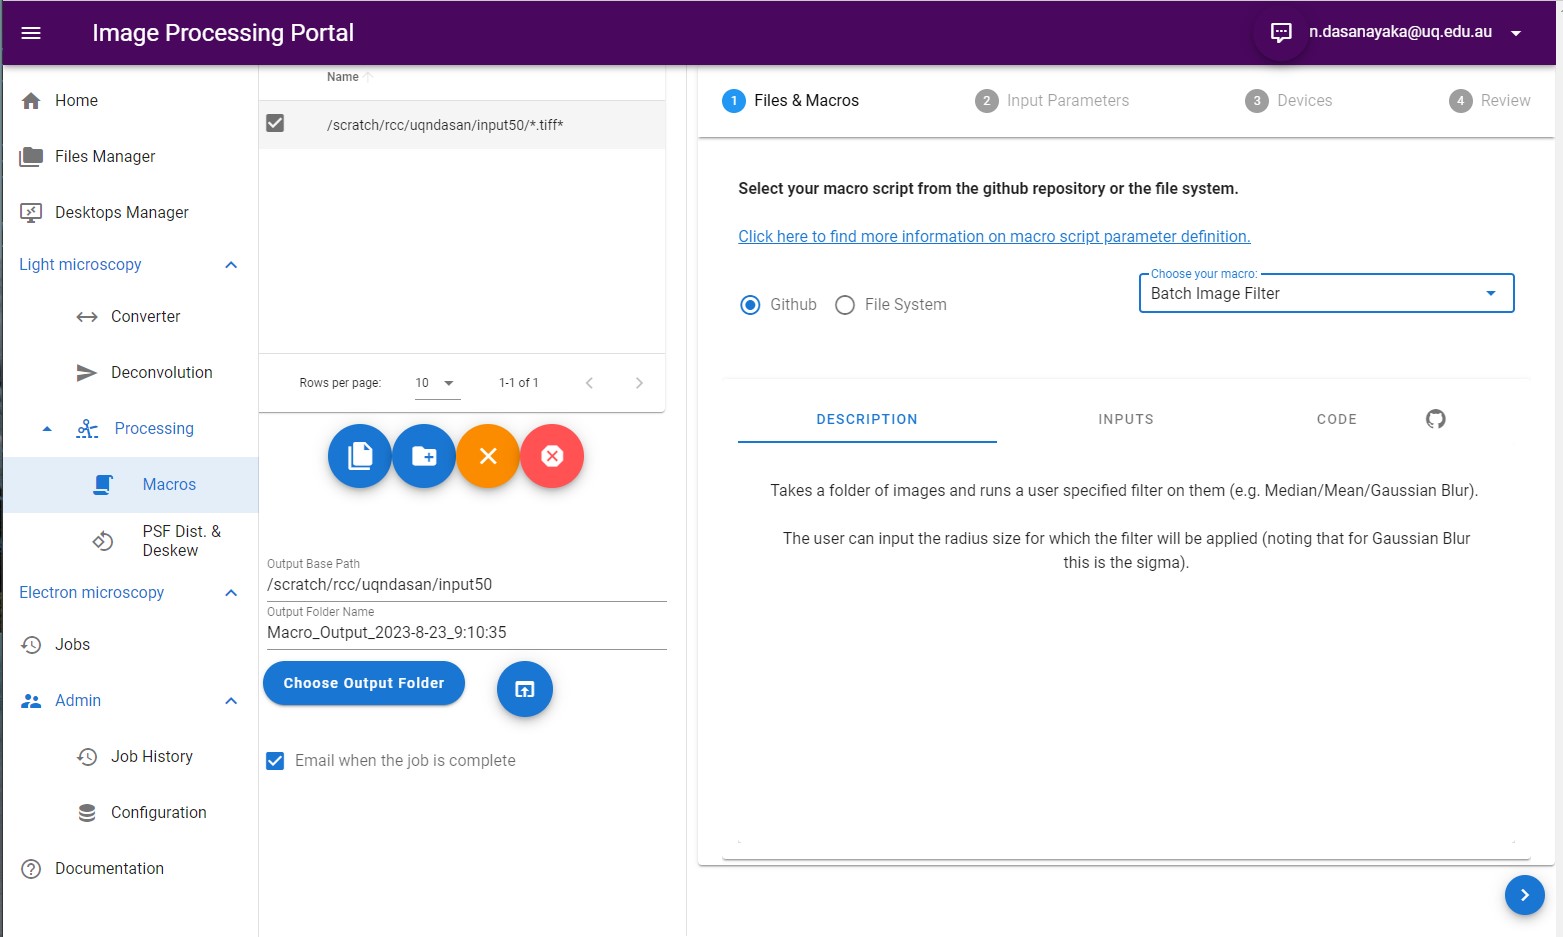 Image Processing Portal
n.dasanayaka@uq.edu.au
Home
Files Manager
Desktops Manager
Light microscopy
Converter
Deconvolution
Processing
Macros
PSF Dist. &
Deskew
Electron microscopy
Jobs
Admin
Job History
Configuration
Documentation
Name
/scratch/rcc/uqndasan/input50/*.tiff*
Rows per page: 10 1-1 of 1
Output Base Path
/scratch/rcc/uqndasan/input50
Output Folder Name
Macro_Output_2023-8-23_9:10:35
Choose Output Folder
Email when the job is complete
1 Files & Macros 2 Input Parameters 3 Devices 4 Review
Select your macro script from the github repository or the file system.
Click here to find more information on macro script parameter definition.
Github File System
Choose your macro:
Batch Image Filter
DESCRIPTION INPUTS CODE
Takes a folder of images and runs a user specified filter on them (e.g. Median/Mean/Gaussian Blur).
The user can input the radius size for which the filter will be applied (noting that for Gaussian Blur
this is the sigma).